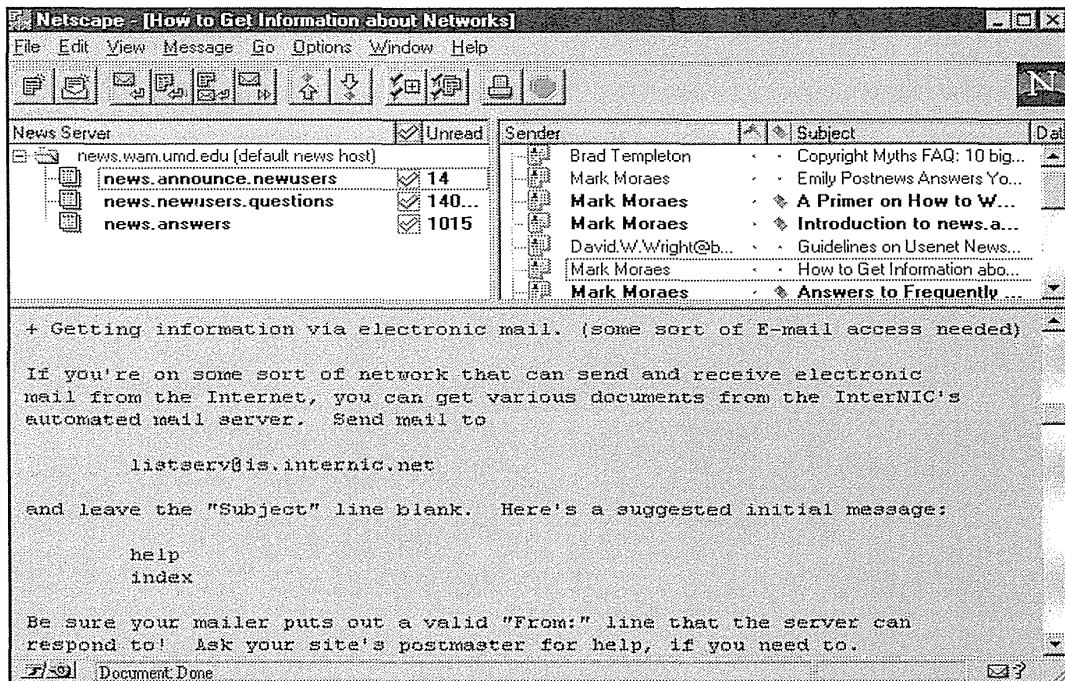 Netscape - [How to Get Information about Networks]
File Edit View Message Go Options Window Help
N
News Server Unread
news.wam.umd.edu (default news host)
news.announce.newusers 14
news.newusers.questions 140...
news.answers 1015
Sender Subject Dat
Brad Templeton Copyright Myths FAQ: 10 big...
Mark Moraes Emily Postnews Answers Yo...
Mark Moraes A Primer on How to W...
Mark Moraes Introduction to news.a...
David.W.Wright@b... Guidelines on Usenet News...
Mark Moraes How to Get Information abo...
Mark Moraes Answers to Frequently ...
+ Getting information via electronic mail. (some sort of E-mail access needed)
If you're on some sort of network that can send and receive electronic
mail from the Internet, you can get various documents from the InterNIC's
automated mail server. Send mail to
listserv@is.internic.net
and leave the "Subject" line blank. Here's a suggested initial message:
help
index
Be sure your mailer puts out a valid "From:" line that the server can
respond to! Ask your site's postmaster for help, if you need to.
Document: Done
?